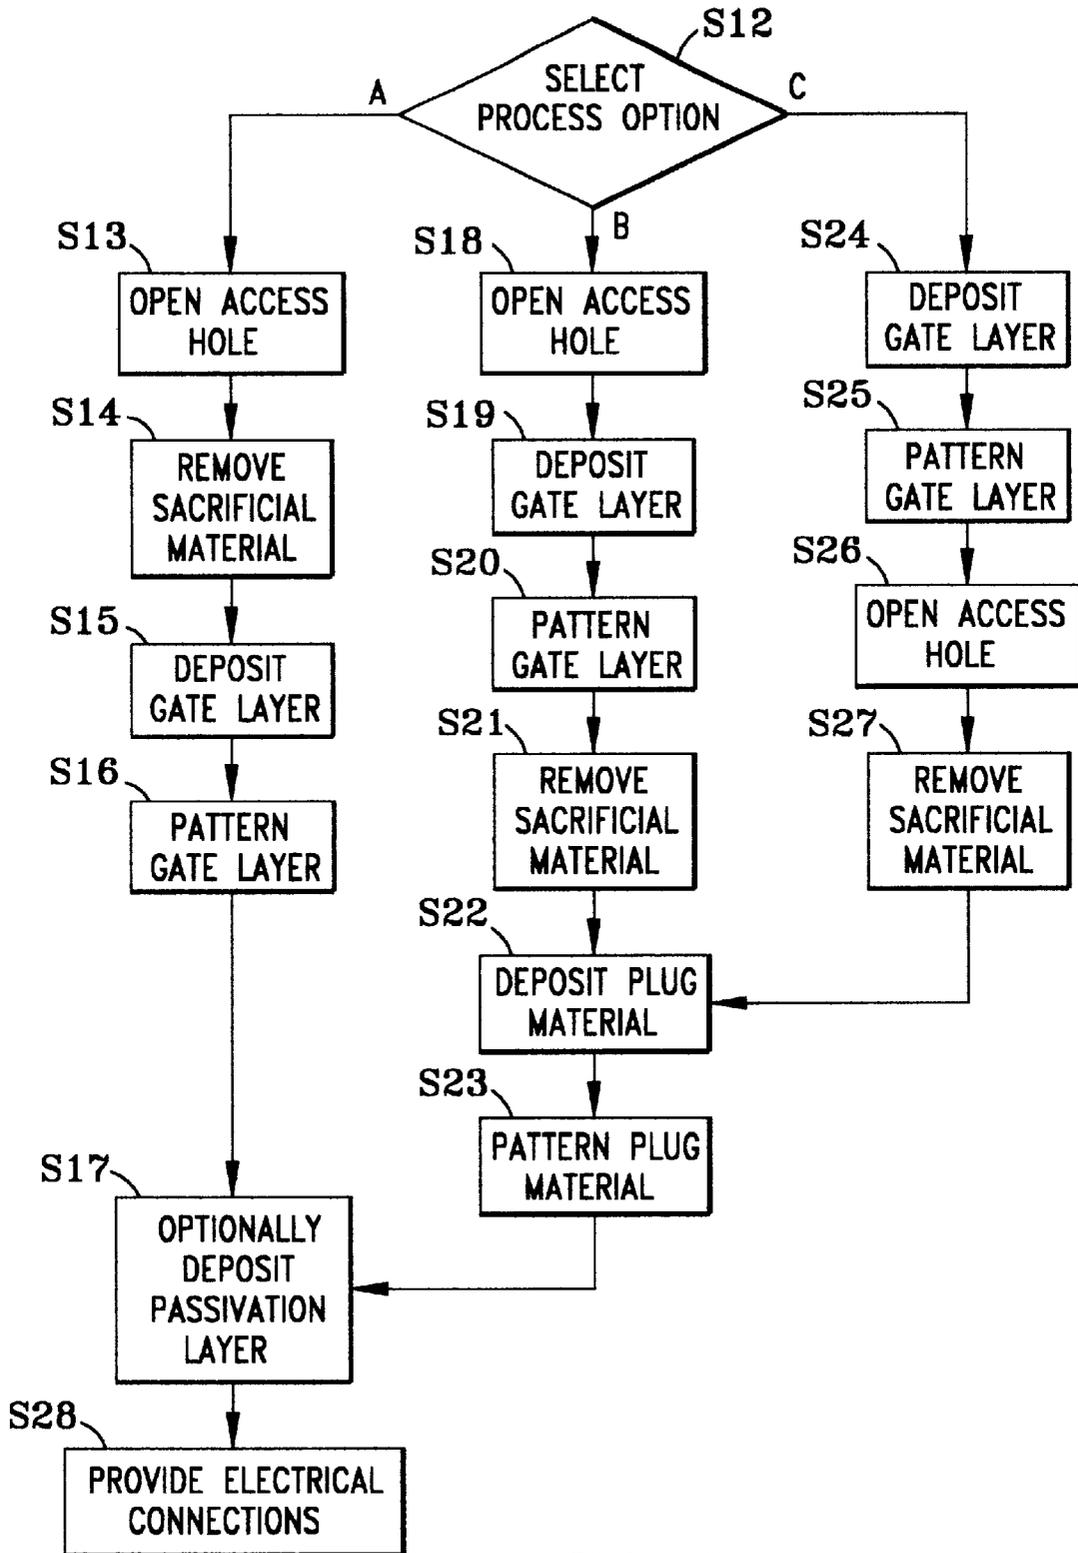 S12
SELECT
PROCESS OPTION
A
B
C
S13
OPEN ACCESS
HOLE
S14
REMOVE
SACRIFICIAL
MATERIAL
S15
DEPOSIT
GATE LAYER
S16
PATTERN
GATE LAYER
S18
OPEN ACCESS
HOLE
S19
DEPOSIT
GATE LAYER
S20
PATTERN
GATE LAYER
S21
REMOVE
SACRIFICIAL
MATERIAL
S24
DEPOSIT
GATE LAYER
S25
PATTERN
GATE LAYER
S26
OPEN ACCESS
HOLE
S27
REMOVE
SACRIFICIAL
MATERIAL
S22
DEPOSIT PLUG
MATERIAL
S23
PATTERN PLUG
MATERIAL
S17
OPTIONALLY
DEPOSIT
PASSIVATION
LAYER
S28
PROVIDE ELECTRICAL
CONNECTIONS